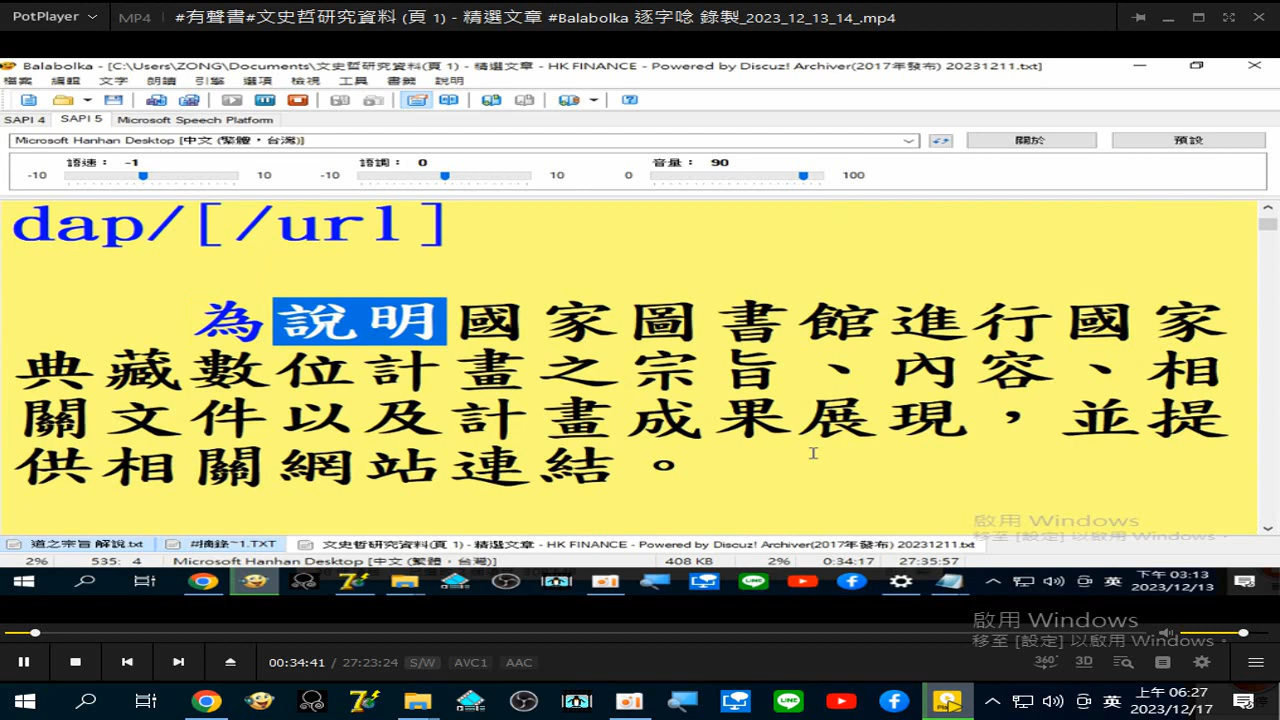 PotPlayer MP4 #有聲書#文史哲研究資料 (頁 1) - 精選文章 #Balabolka 逐字唸 錄製_2023_12_13_14_.mp4
Balabolka - [C:\Users\ZONG\Documents\文史哲研究資料(頁 1) - 精選文章 - HK FINANCE - Powered by Discuz! Archiver(2017年發布) 20231211.txt]
檔案 編輯 文字 朗讀 引擎 選項 檢視 工具 書籤 說明
SAPI 4 SAPI 5 Microsoft Speech Platform
Microsoft Hanhan Desktop [中文 (繁體，台灣)] 關於 預設
語速： -1 語調： 0 音量： 90
-10 10 -10 10 0 100
dap/[/url]
為說明國家圖書館進行國家
典藏數位計畫之宗旨、內容、相
關文件以及計畫成果展現，並提
供相關網站連結。
啟用 Windows
移至 [設定] 以啟用 Windows。
道之宗旨 解說.txt #摘錄~1.TXT 文史哲研究資料(頁 1) - 精選文章 - HK FINANCE - Powered by Discuz! Archiver(2017年發布) 20231211.txt
2% 535: 4 Microsoft Hanhan Desktop [中文 (繁體，台灣)] 408 KB 2% 0:34:17 27:35:57
英 下午 03:13
2023/12/13
啟用 Windows
移至 [設定] 以啟用 Windows。
00:34:41 / 27:23:24 S/W AVC1 AAC 360° 3D
英 上午 06:27
2023/12/17